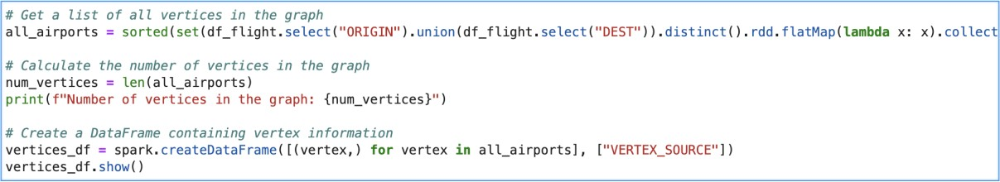 # Get a list of all vertices in the graph
all_airports = sorted(set(df_flight.select("ORIGIN").union(df_flight.select("DEST")).distinct().rdd.flatMap(lambda x: x).collect
# Calculate the number of vertices in the graph
num_vertices = len(all_airports)
print(f"Number of vertices in the graph: {num_vertices}")
# Create a DataFrame containing vertex information
vertices_df = spark.createDataFrame([(vertex,) for vertex in all_airports], ["VERTEX_SOURCE"])
vertices_df.show()